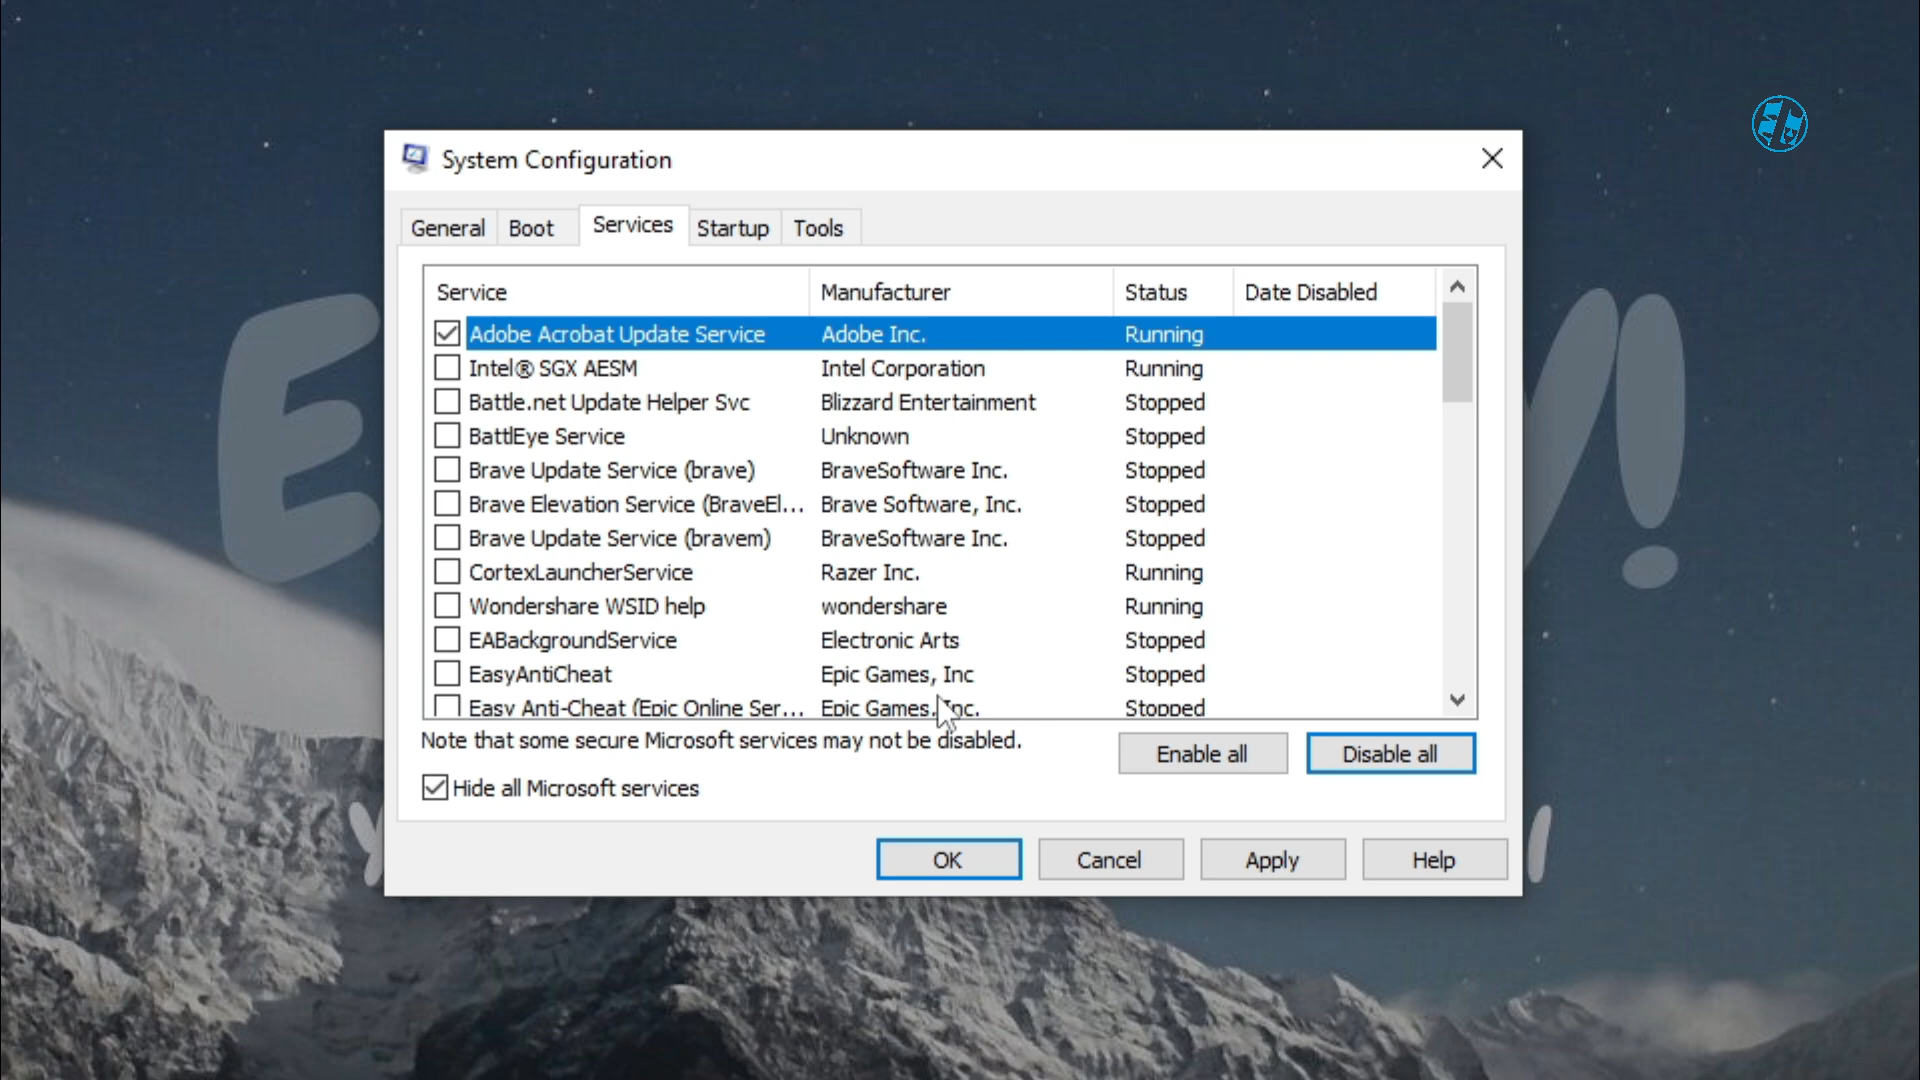 System Configuration
General Boot Services Startup Tools
Service Manufacturer Status Date Disabled
Adobe Acrobat Update Service Adobe Inc. Running
Intel® SGX AESM Intel Corporation Running
Battle.net Update Helper Svc Blizzard Entertainment Stopped
BattlEye Service Unknown Stopped
Brave Update Service (brave) BraveSoftware Inc. Stopped
Brave Elevation Service (BraveEl... Brave Software, Inc. Stopped
Brave Update Service (bravem) BraveSoftware Inc. Stopped
CortexLauncherService Razer Inc. Running
Wondershare WSID help wondershare Running
EABackgroundService Electronic Arts Stopped
EasyAntiCheat Epic Games, Inc Stopped
Easy Anti-Cheat (Epic Online Ser... Epic Games, Inc. Stopped
Note that some secure Microsoft services may not be disabled.
Enable all Disable all
Hide all Microsoft services
OK Cancel Apply Help